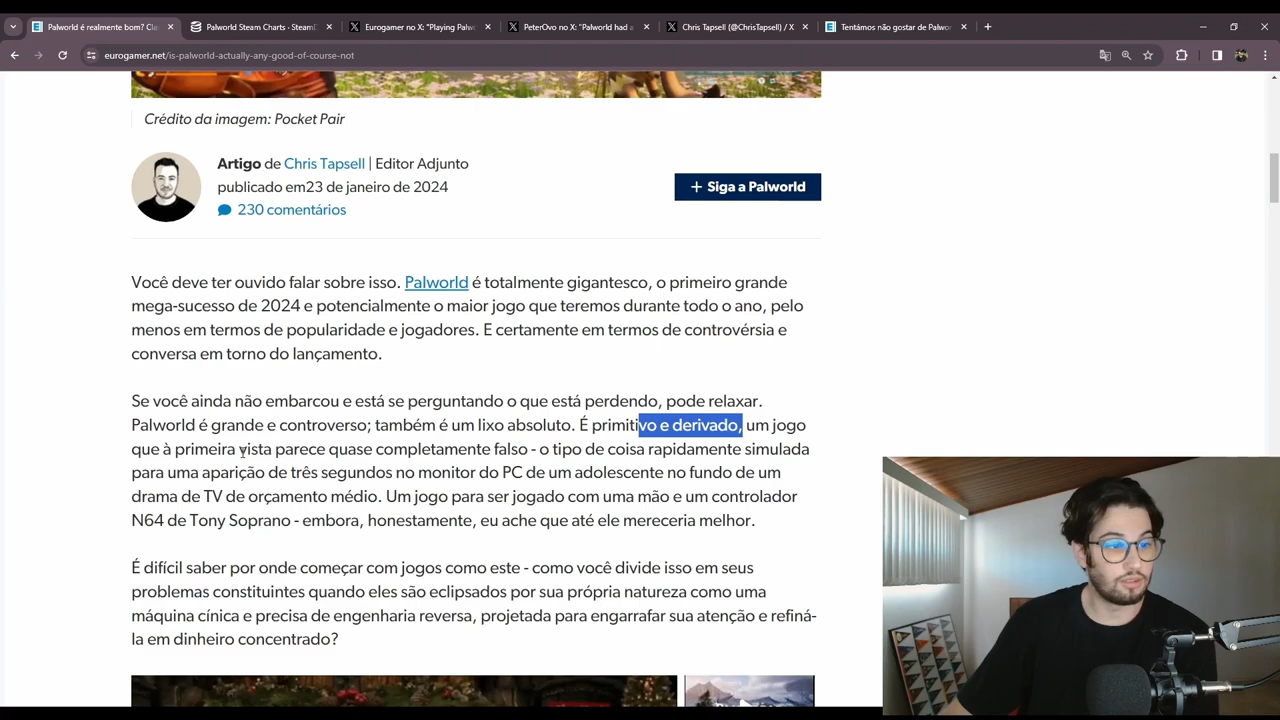 Palworld é realmente bom? Cla
Palworld Steam Charts · SteamD
Eurogamer no X: "Playing Palw
PeterOvo no X: "Palworld had a
Chris Tapsell (@ChrisTapsell) / X
Tentámos não gostar de Palwor
eurogamer.net/is-palworld-actually-any-good-of-course-not
Crédito da imagem: Pocket Pair
Artigo de Chris Tapsell | Editor Adjunto
publicado em23 de janeiro de 2024
230 comentários
+ Siga a Palworld
Você deve ter ouvido falar sobre isso. Palworld é totalmente gigantesco, o primeiro grande
mega-sucesso de 2024 e potencialmente o maior jogo que teremos durante todo o ano, pelo
menos em termos de popularidade e jogadores. E certamente em termos de controvérsia e
conversa em torno do lançamento.
Se você ainda não embarcou e está se perguntando o que está perdendo, pode relaxar.
Palworld é grande e controverso; também é um lixo absoluto. É primitivo e derivado, um jogo
que à primeira vista parece quase completamente falso - o tipo de coisa rapidamente simulada
para uma aparição de três segundos no monitor do PC de um adolescente no fundo de um
drama de TV de orçamento médio. Um jogo para ser jogado com uma mão e um controlador
N64 de Tony Soprano - embora, honestamente, eu ache que até ele mereceria melhor.
É difícil saber por onde começar com jogos como este - como você divide isso em seus
problemas constituintes quando eles são eclipsados por sua própria natureza como uma
máquina cínica e precisa de engenharia reversa, projetada para engarrafar sua atenção e refiná-
la em dinheiro concentrado?